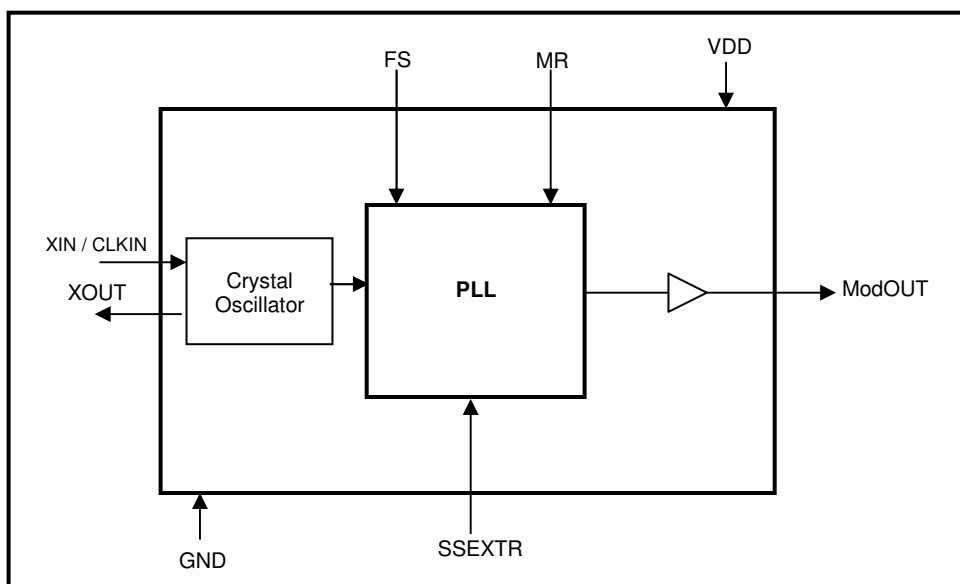 FS
MR
VDD
XIN / CLKIN
XOUT
Crystal
Oscillator
PLL
ModOUT
GND
SSEXTR